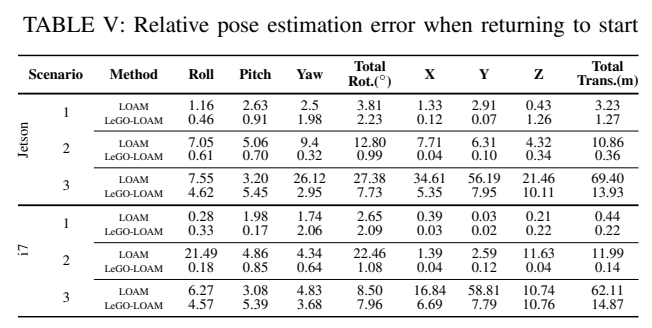 TABLE V: Relative pose estimation error when returning to start
Scenario Method Roll Pitch Yaw Total Rot.(°) X Y Z Total Trans.(m)
Jetson
1 LOAM 1.16 2.63 2.5 3.81 1.33 2.91 0.43 3.23
LeGO-LOAM 0.46 0.91 1.98 2.23 0.12 0.07 1.26 1.27
2 LOAM 7.05 5.06 9.4 12.80 7.71 6.31 4.32 10.86
LeGO-LOAM 0.61 0.70 0.32 0.99 0.04 0.10 0.34 0.36
3 LOAM 7.55 3.20 26.12 27.38 34.61 56.19 21.46 69.40
LeGO-LOAM 4.62 5.45 2.95 7.73 5.35 7.95 10.11 13.93
i7
1 LOAM 0.28 1.98 1.74 2.65 0.39 0.03 0.21 0.44
LeGO-LOAM 0.33 0.17 2.06 2.09 0.03 0.02 0.22 0.22
2 LOAM 21.49 4.86 4.34 22.46 1.39 2.59 11.63 11.99
LeGO-LOAM 0.18 0.85 0.64 1.08 0.04 0.12 0.04 0.14
3 LOAM 6.27 3.08 4.83 8.50 16.84 58.81 10.74 62.11
LeGO-LOAM 4.57 5.39 3.68 7.96 6.69 7.79 10.76 14.87